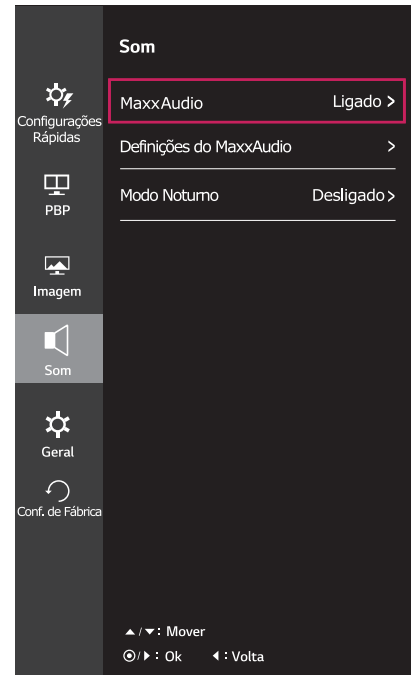 Som
Configurações
Rápidas
PBP
Imagem
Som
Geral
Conf. de Fábrica
MaxxAudio Ligado >
Definições do MaxxAudio >
Modo Noturno Desligado >
▲/▼: Mover
◉/▶: Ok ◀: Volta